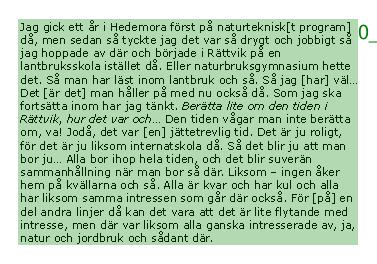 Jag gick ett år i Hedemora först på naturteknisk[t program]
då, men sedan så tyckte jag det var så drygt och jobbigt så
jag hoppade av där och började i Rättvik på en
lantbruksskola istället då. Eller naturbruksgymnasium hette
det. Så man har läst inom lantbruk och så. Så jag [har] väl...
Det [är det] man håller på med nu också då. Som jag ska
fortsätta inom har jag tänkt. Berätta lite om den tiden i
Rättvik, hur det var och... Den tiden vågar man inte berätta
om, va! Jodå, det var [en] jättetrevlig tid. Det är ju roligt,
för det är ju liksom internatskola då. Så det blir ju att man
bor ju... Alla bor ihop hela tiden, och det blir suverän
sammanhållning när man bor så där. Liksom – ingen åker
hem på kvällarna och så. Alla är kvar och har kul och alla
har liksom samma intressen som går där också. För [på] en
del andra linjer då kan det vara att det är lite flytande med
intresse, men där var liksom alla ganska intresserade av, ja,
natur och jordbruk och sådant där.
0_